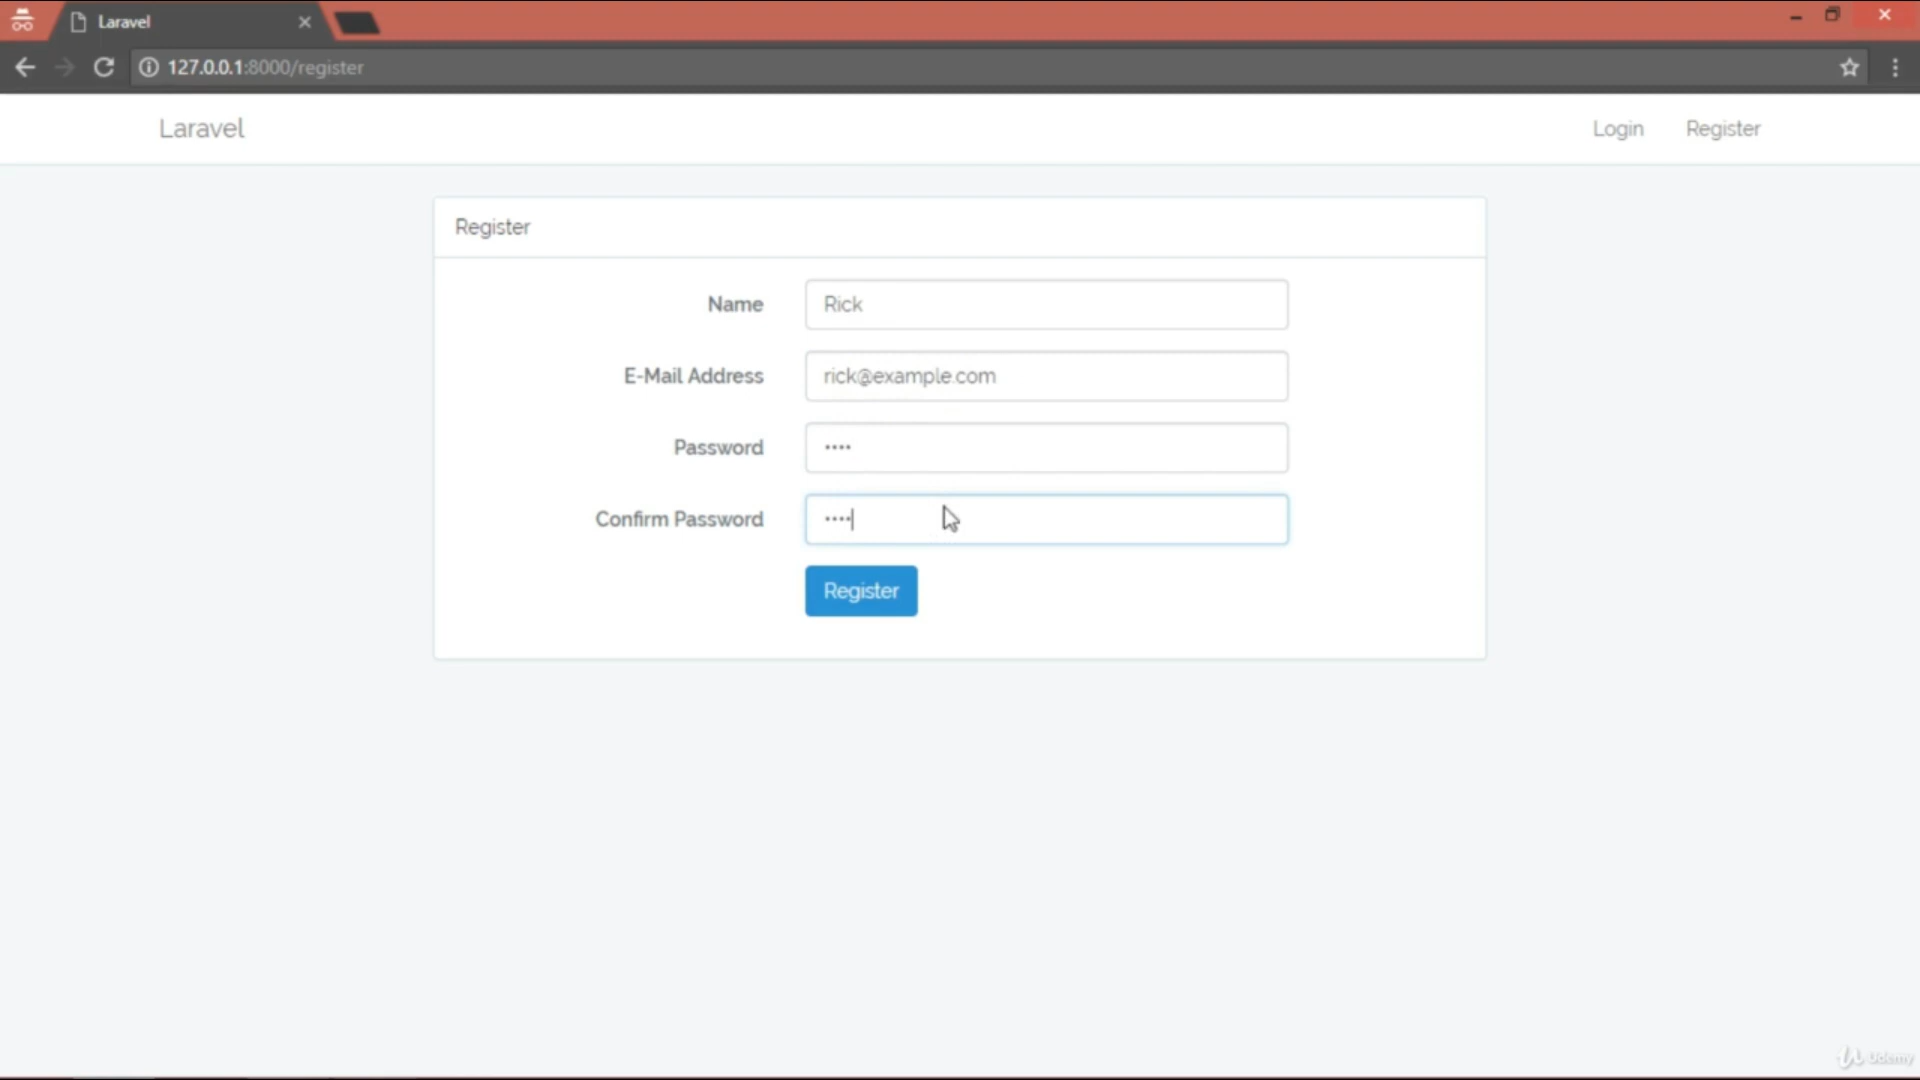 Laravel
127.0.0.1:8000/register
Laravel
Login
Register
Register
Name
Rick
E-Mail Address
rick@example.com
Password
••••
Confirm Password
••••
Register
Udemy